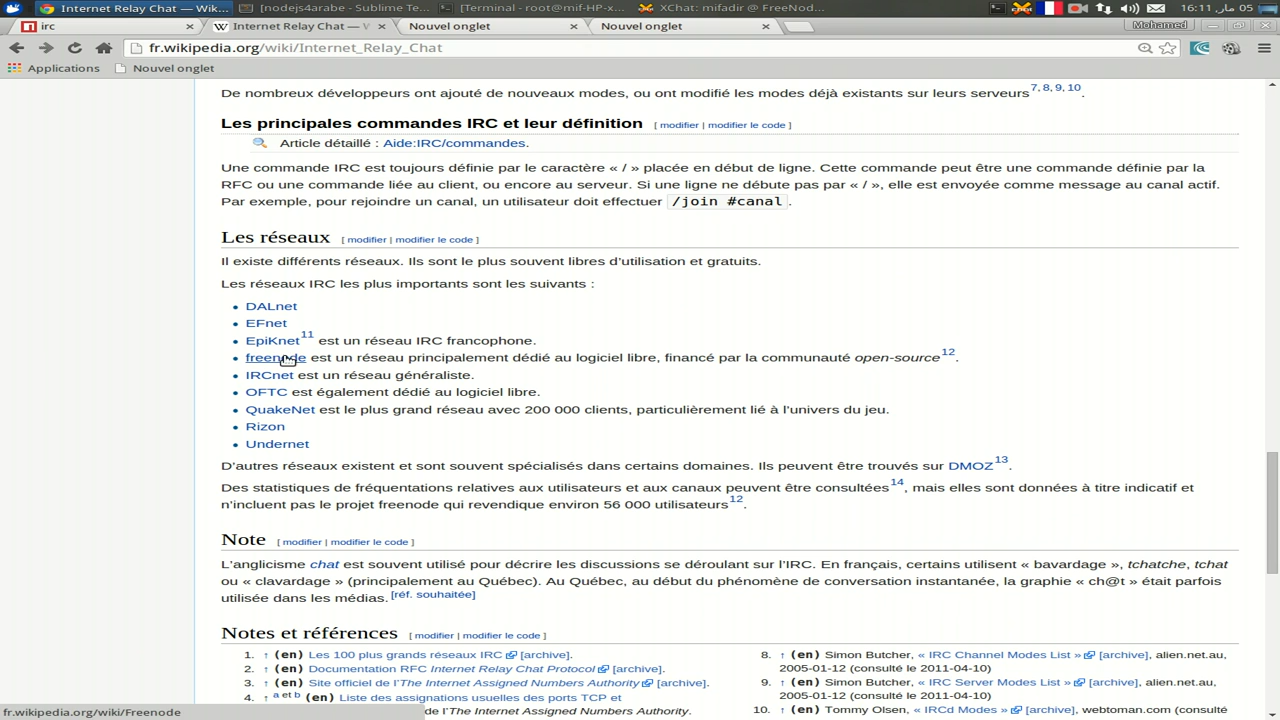 Internet Relay Chat — Wik...
[nodejs4arabe - Sublime Te...
[Terminal - root@mif-HP-x...
XChat: mifadir @ FreeNod...
05 مار, 16:11
irc
Internet Relay Chat — V
Nouvel onglet
Nouvel onglet
Mohamed
fr.wikipedia.org/wiki/Internet_Relay_Chat
Applications
Nouvel onglet
De nombreux développeurs ont ajouté de nouveaux modes, ou ont modifié les modes déjà existants sur leurs serveurs7, 8, 9, 10.
Les principales commandes IRC et leur définition [ modifier | modifier le code ]
Article détaillé : Aide:IRC/commandes.
Une commande IRC est toujours définie par le caractère « / » placée en début de ligne. Cette commande peut être une commande définie par la
RFC ou une commande liée au client, ou encore au serveur. Si une ligne ne débute pas par « / », elle est envoyée comme message au canal actif.
Par exemple, pour rejoindre un canal, un utilisateur doit effectuer /join #canal .
Les réseaux [ modifier | modifier le code ]
Il existe différents réseaux. Ils sont le plus souvent libres d'utilisation et gratuits.
Les réseaux IRC les plus importants sont les suivants :
DALnet
EFnet
EpiKnet11 est un réseau IRC francophone.
freenode est un réseau principalement dédié au logiciel libre, financé par la communauté open-source12.
IRCnet est un réseau généraliste.
OFTC est également dédié au logiciel libre.
QuakeNet est le plus grand réseau avec 200 000 clients, particulièrement lié à l'univers du jeu.
Rizon
Undernet
D'autres réseaux existent et sont souvent spécialisés dans certains domaines. Ils peuvent être trouvés sur DMOZ13.
Des statistiques de fréquentations relatives aux utilisateurs et aux canaux peuvent être consultées14, mais elles sont données à titre indicatif et
n'incluent pas le projet freenode qui revendique environ 56 000 utilisateurs12.
Note [ modifier | modifier le code ]
L'anglicisme chat est souvent utilisé pour décrire les discussions se déroulant sur l'IRC. En français, certains utilisent « bavardage », tchatche, tchat
ou « clavardage » (principalement au Québec). Au Québec, au début du phénomène de conversation instantanée, la graphie « ch@t » était parfois
utilisée dans les médias.[réf. souhaitée]
Notes et références [ modifier | modifier le code ]
1. ↑ (en) Les 100 plus grands réseaux IRC [archive].
2. ↑ (en) Documentation RFC Internet Relay Chat Protocol [archive].
3. ↑ (en) Site officiel de l'The Internet Assigned Numbers Authority [archive].
4. ↑ a et b (en) Liste des assignations usuelles des ports TCP et
de l'The Internet Assigned Numbers Authority.
8. ↑ (en) Simon Butcher, « IRC Channel Modes List » [archive], alien.net.au,
2005-01-12 (consulté le 2011-04-10)
9. ↑ (en) Simon Butcher, « IRC Server Modes List » [archive], alien.net.au,
2005-01-12 (consulté le 2011-04-10)
10. ↑ (en) Tommy Olsen, « IRCd Modes » [archive], webtoman.com (consulté
fr.wikipedia.org/wiki/Freenode